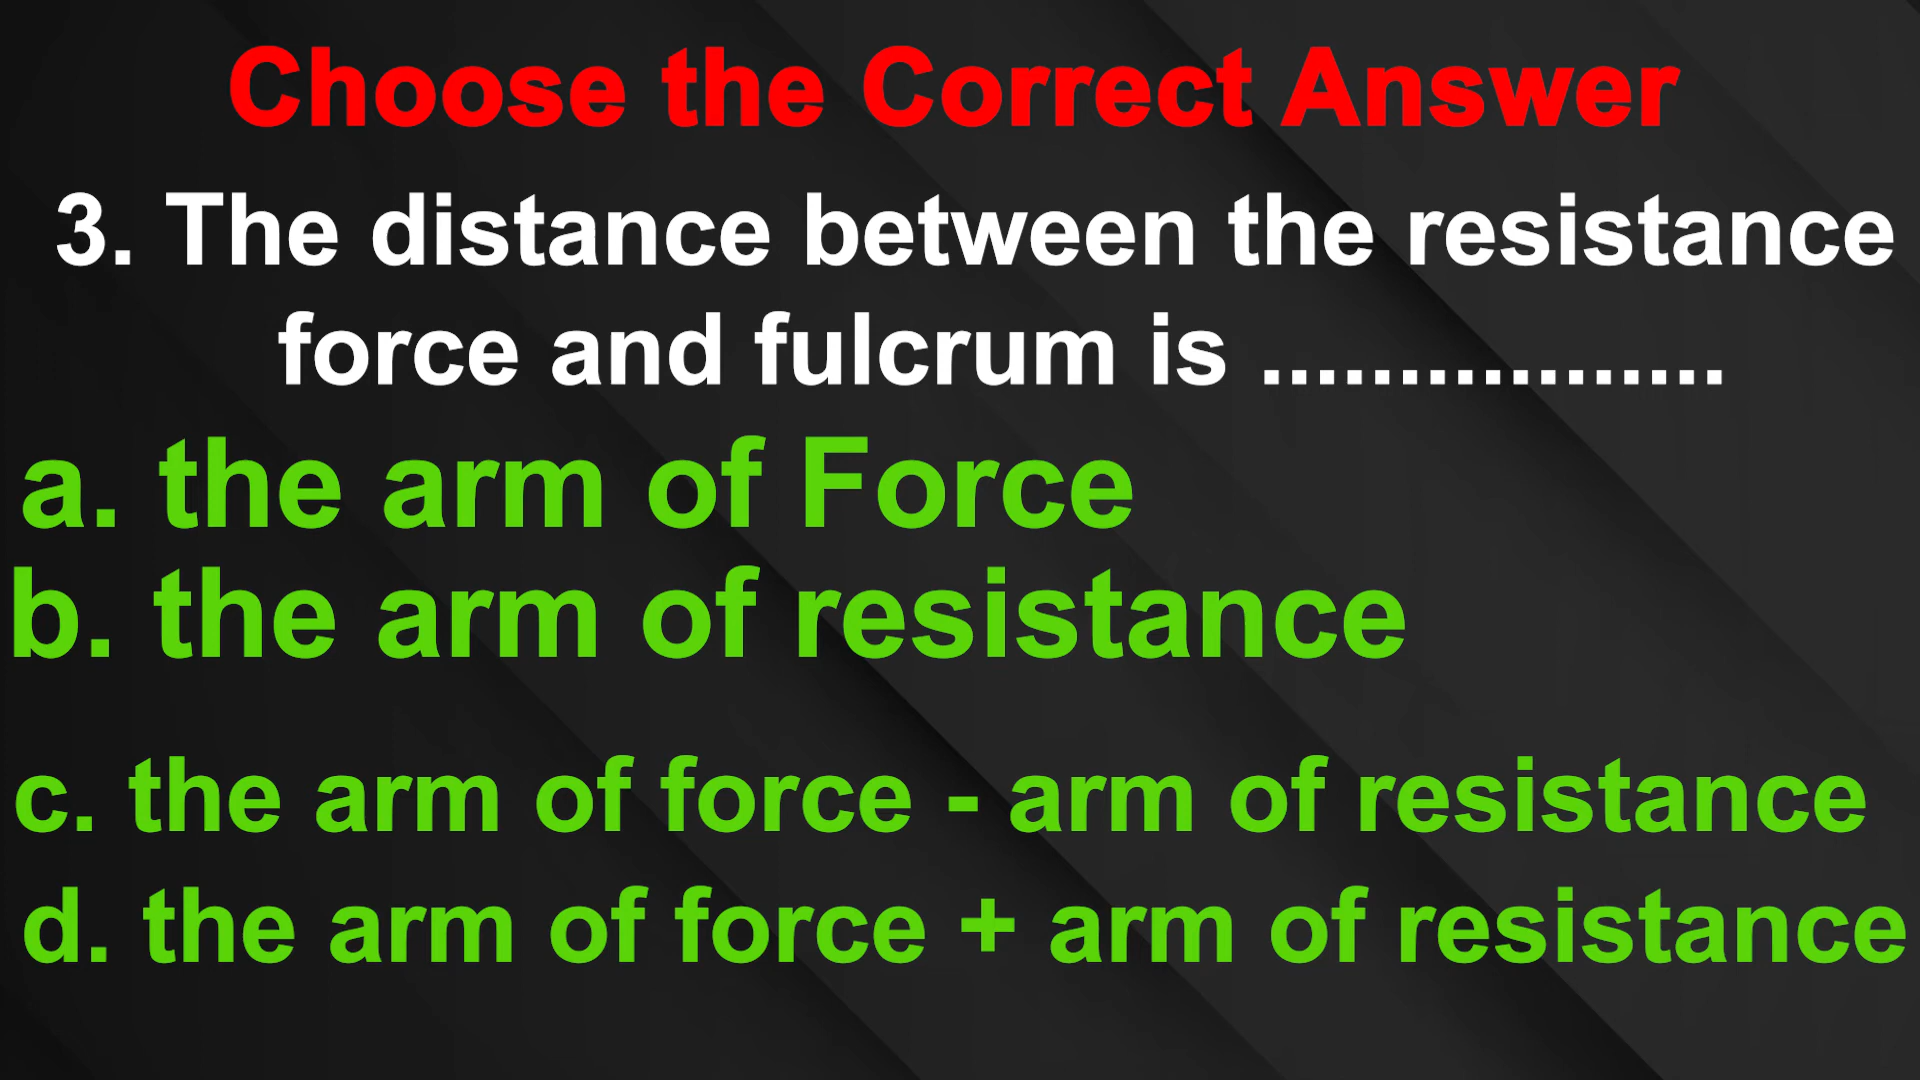 Choose the Correct Answer
3. The distance between the resistance
force and fulcrum is .................
a. the arm of Force
b. the arm of resistance
c. the arm of force - arm of resistance
d. the arm of force + arm of resistance